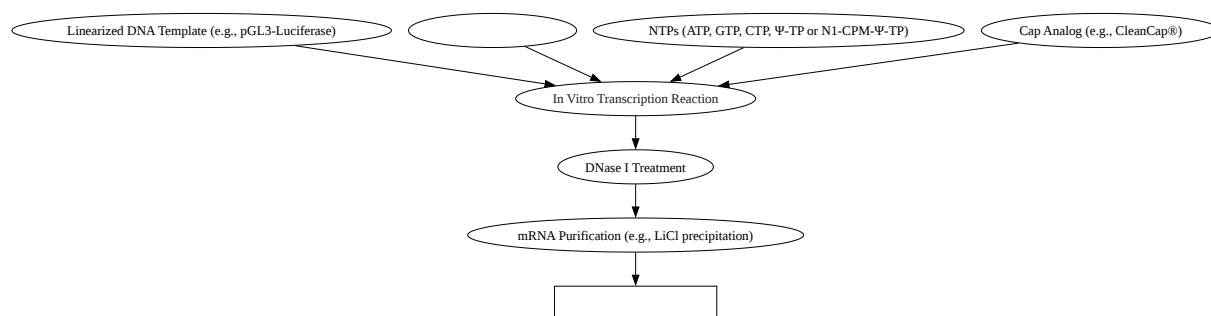 Linearized DNA Template (e.g., pGL3-Luciferase)
NTPs (ATP, GTP, CTP, Ψ-TP or N1-CPM-Ψ-TP)
Cap Analog (e.g., CleanCap®)
In Vitro Transcription Reaction
DNase I Treatment
mRNA Purification (e.g., LiCl precipitation)